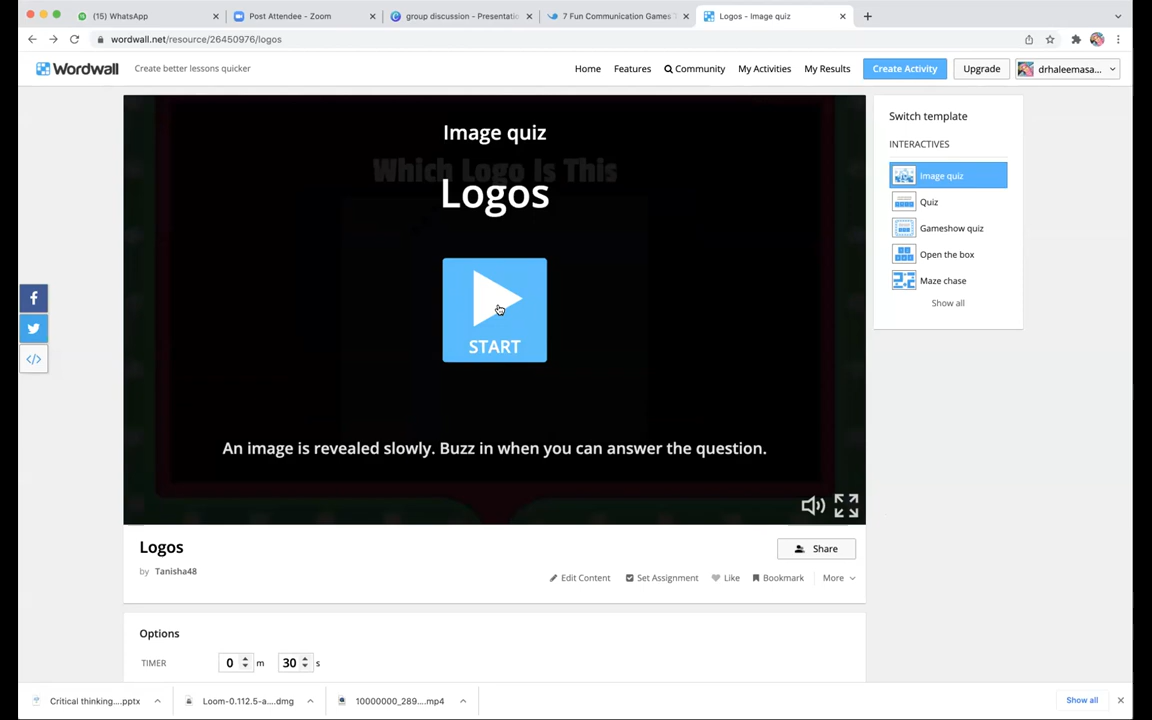 (15) WhatsApp
Post Attendee - Zoom
group discussion - Presentatio
7 Fun Communication Games
Logos - Image quiz
wordwall.net/resource/26450976/logos
Wordwall
Create better lessons quicker
Home
Features
Community
My Activities
My Results
Create Activity
Upgrade
drhaleemasa...
Image quiz
Which Logo Is This
Logos
START
An image is revealed slowly. Buzz in when you can answer the question.
Switch template
INTERACTIVES
Image quiz
Quiz
Gameshow quiz
Open the box
Maze chase
Show all
f
</>
Logos
by Tanisha48
Share
Edit Content
Set Assignment
Like
Bookmark
More
Options
TIMER
0 m
30 s
Critical thinking....pptx
Loom-0.112.5-a....dmg
10000000_289....mp4
Show all